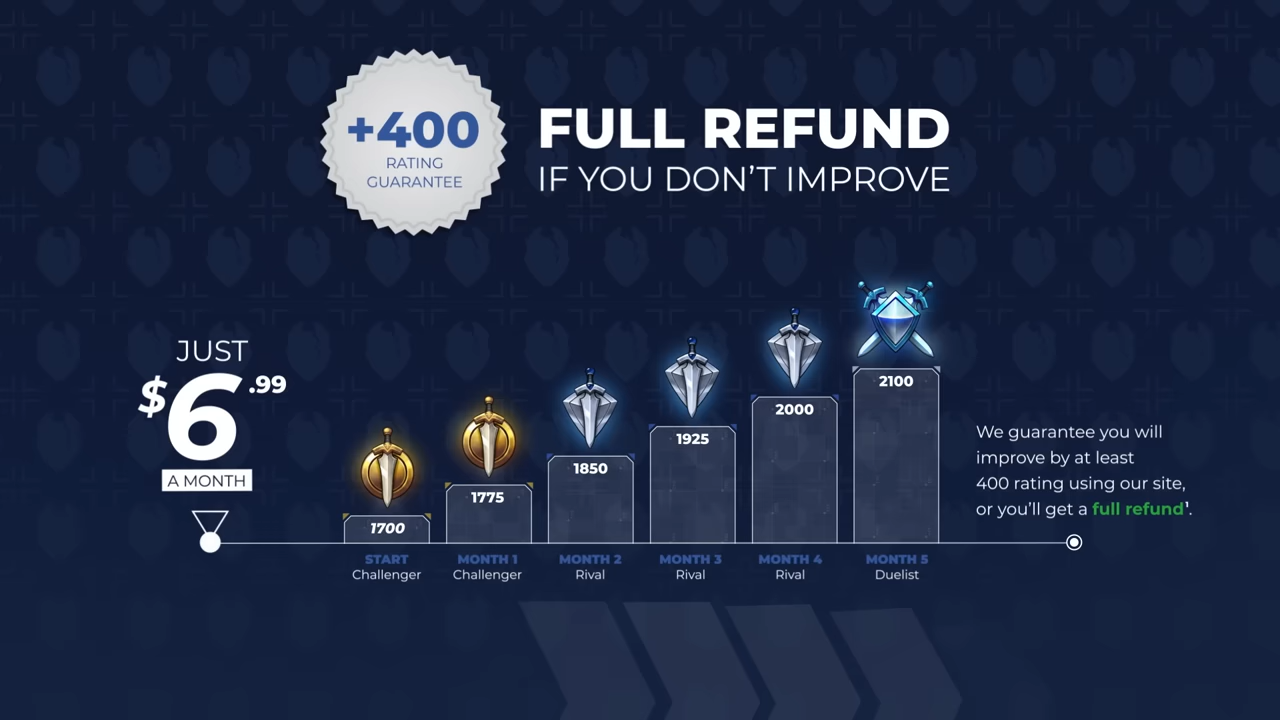 +400
RATING
GUARANTEE
FULL REFUND
IF YOU DON'T IMPROVE
JUST
$6.99
A MONTH
1700
1775
1850
1925
2000
2100
START
Challenger
MONTH 1
Challenger
MONTH 2
Rival
MONTH 3
Rival
MONTH 4
Rival
MONTH 5
Duelist
We guarantee you will
improve by at least
400 rating using our site,
or you'll get a full refund¹.